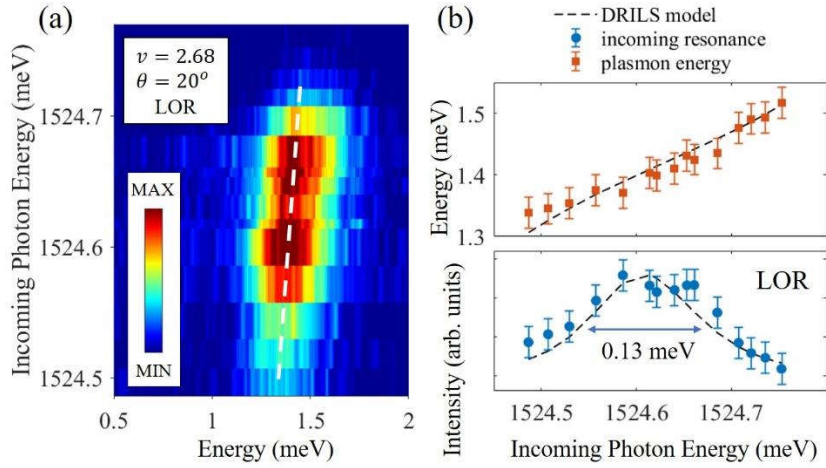 (a)
ν = 2.68
θ = 20°
LOR
MAX
MIN
Incoming Photon Energy (meV)
1524.7
1524.6
1524.5
0.5
1
1.5
2
Energy (meV)
(b)
DRILS model
incoming resonance
plasmon energy
Energy (meV)
1.5
1.4
1.3
LOR
0.13 meV
Intensity (arb. units)
1524.5
1524.6
1524.7
Incoming Photon Energy (meV)